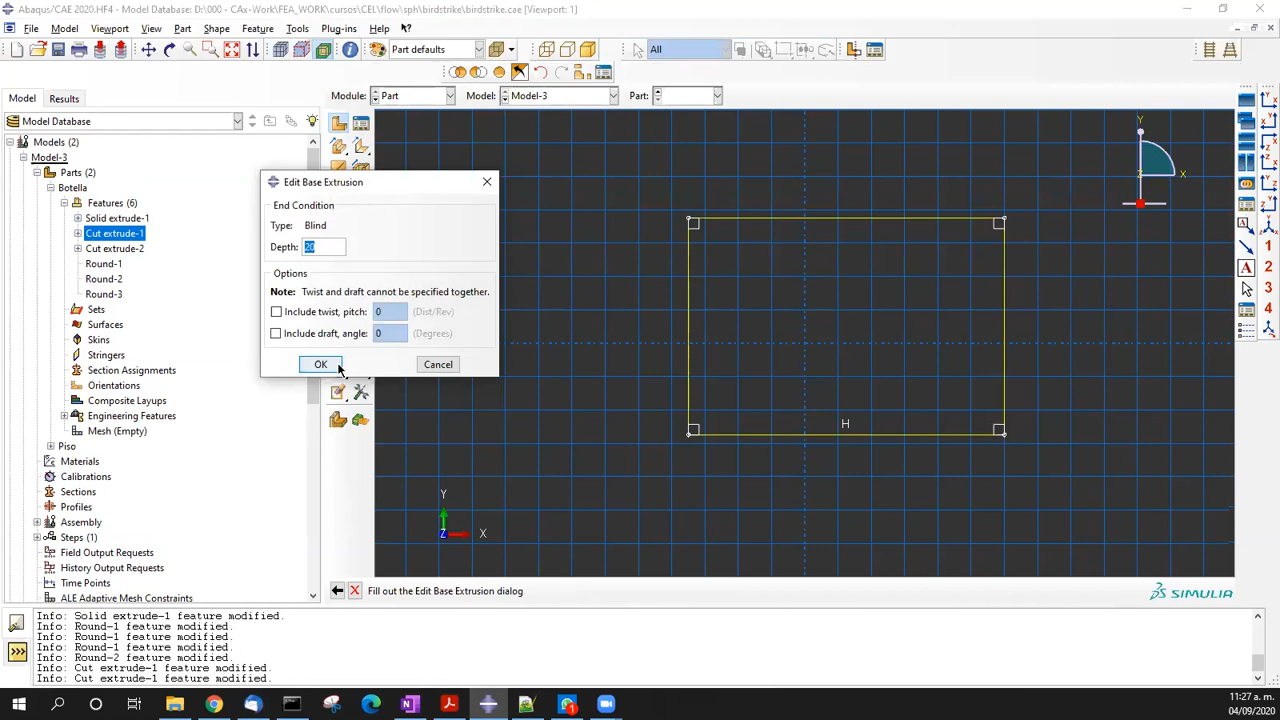 Abaqus/CAE 2020.HF4 - Model Database: D:\000 - CAx-Work\FEA_WORK\cursos\CEL\flow\sph\birdstrike\birdstrike.cae [Viewport: 1]
File Model Viewport View Part Shape Feature Tools Plug-ins Help
Part defaults All
Model Results Module: Part Model: Model-3 Part:
Model Database
Models (2)
Model-3
Parts (2)
Botella
Features (6)
Solid extrude-1
Cut extrude-1
Cut extrude-2
Round-1
Round-2
Round-3
Sets
Surfaces
Skins
Stringers
Section Assignments
Orientations
Composite Layups
Engineering Features
Mesh (Empty)
Piso
Materials
Calibrations
Sections
Profiles
Assembly
Steps (1)
Field Output Requests
History Output Requests
Time Points
ALE Adaptive Mesh Constraints
Edit Base Extrusion
End Condition
Type: Blind
Depth: 20
Options
Note: Twist and draft cannot be specified together.
Include twist, pitch: 0 (Dist/Rev)
Include draft, angle: 0 (Degrees)
OK Cancel
Y
Z X
H
Y
Z X
1
2
3
4
A
A
Fill out the Edit Base Extrusion dialog
SIMULIA
Info: Solid extrude-1 feature modified.
Info: Round-1 feature modified.
Info: Round-1 feature modified.
Info: Round-1 feature modified.
Info: Round-2 feature modified.
Info: Cut extrude-1 feature modified.
Info: Cut extrude-1 feature modified.
11:27 a. m.
04/09/2020